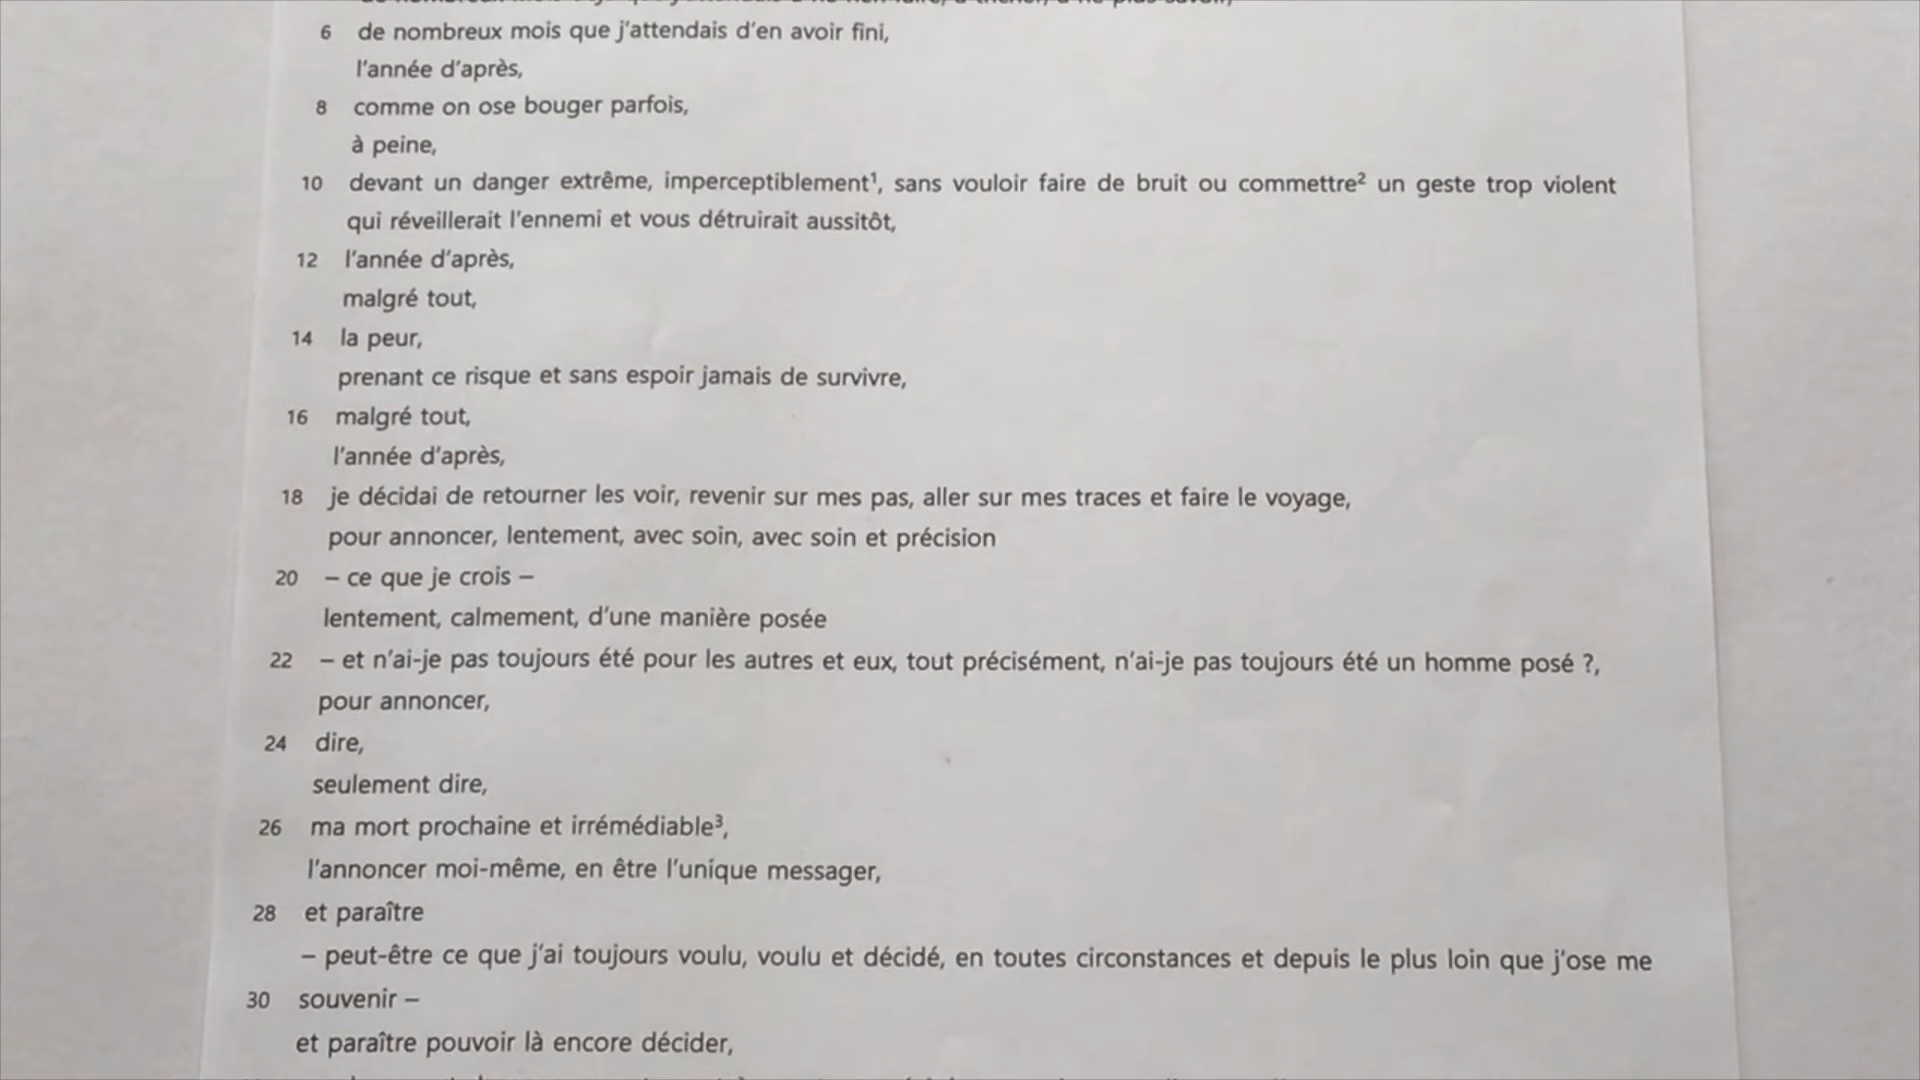 6 de nombreux mois que j'attendais d'en avoir fini,
l'année d'après,
8 comme on ose bouger parfois,
à peine,
10 devant un danger extrême, imperceptiblement¹, sans vouloir faire de bruit ou commettre² un geste trop violent
qui réveillerait l'ennemi et vous détruirait aussitôt,
12 l'année d'après,
malgré tout,
14 la peur,
prenant ce risque et sans espoir jamais de survivre,
16 malgré tout,
l'année d'après,
18 je décidai de retourner les voir, revenir sur mes pas, aller sur mes traces et faire le voyage,
pour annoncer, lentement, avec soin, avec soin et précision
20 – ce que je crois –
lentement, calmement, d'une manière posée
22 – et n'ai-je pas toujours été pour les autres et eux, tout précisément, n'ai-je pas toujours été un homme posé ?,
pour annoncer,
24 dire,
seulement dire,
26 ma mort prochaine et irrémédiable³,
l'annoncer moi-même, en être l'unique messager,
28 et paraître
– peut-être ce que j'ai toujours voulu, voulu et décidé, en toutes circonstances et depuis le plus loin que j'ose me
30 souvenir –
et paraître pouvoir là encore décider,